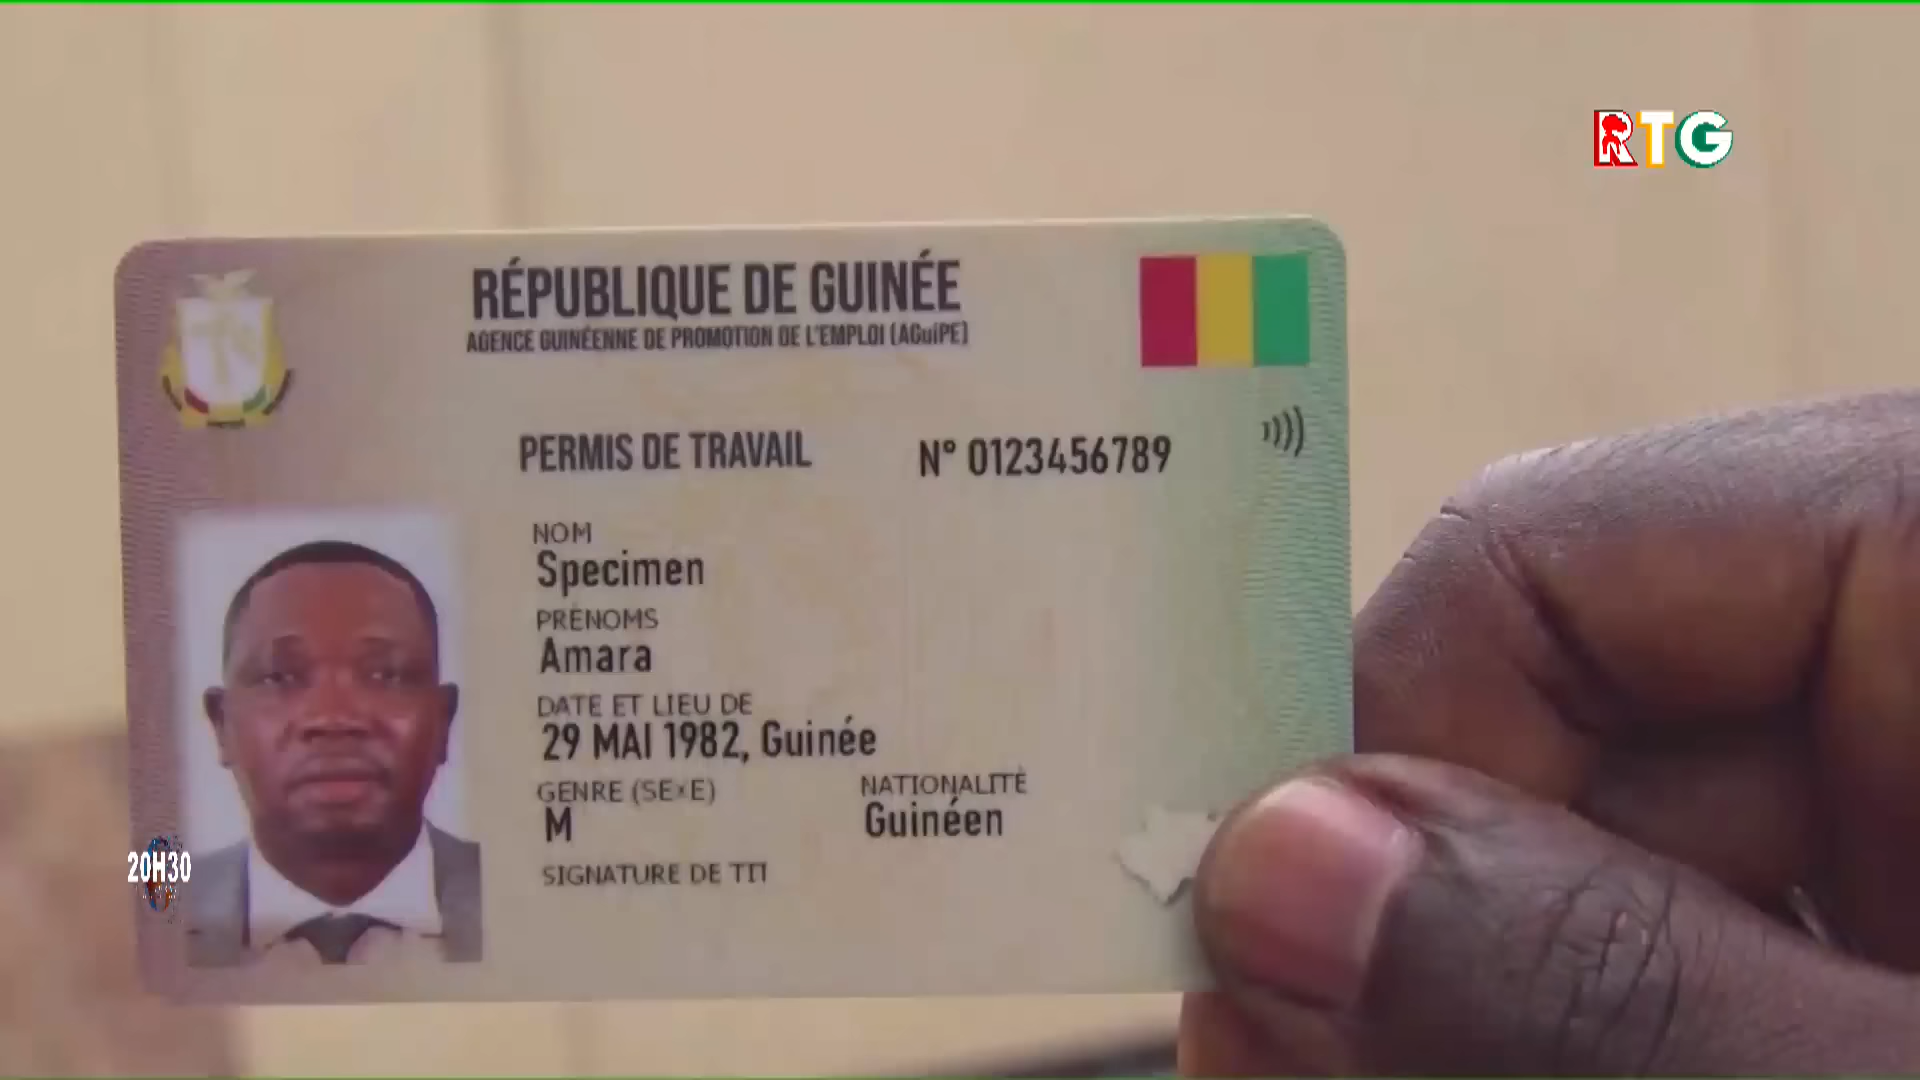 RTG
RÉPUBLIQUE DE GUINÉE
AGENCE GUINÉENNE DE PROMOTION DE L'EMPLOI (AGuiPE)
PERMIS DE TRAVAIL N° 0123456789
NOM
Specimen
PRÉNOMS
Amara
DATE ET LIEU DE
29 MAI 1982, Guinée
GENRE (SEXE) NATIONALITÉ
M Guinéen
SIGNATURE DE TIT
20H30